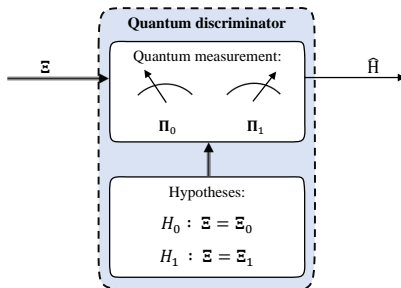 Quantum discriminator
Quantum measurement:
Ξ
Ĥ
Π₀ Π₁
Hypotheses:
H₀ : Ξ = Ξ₀
H₁ : Ξ = Ξ₁